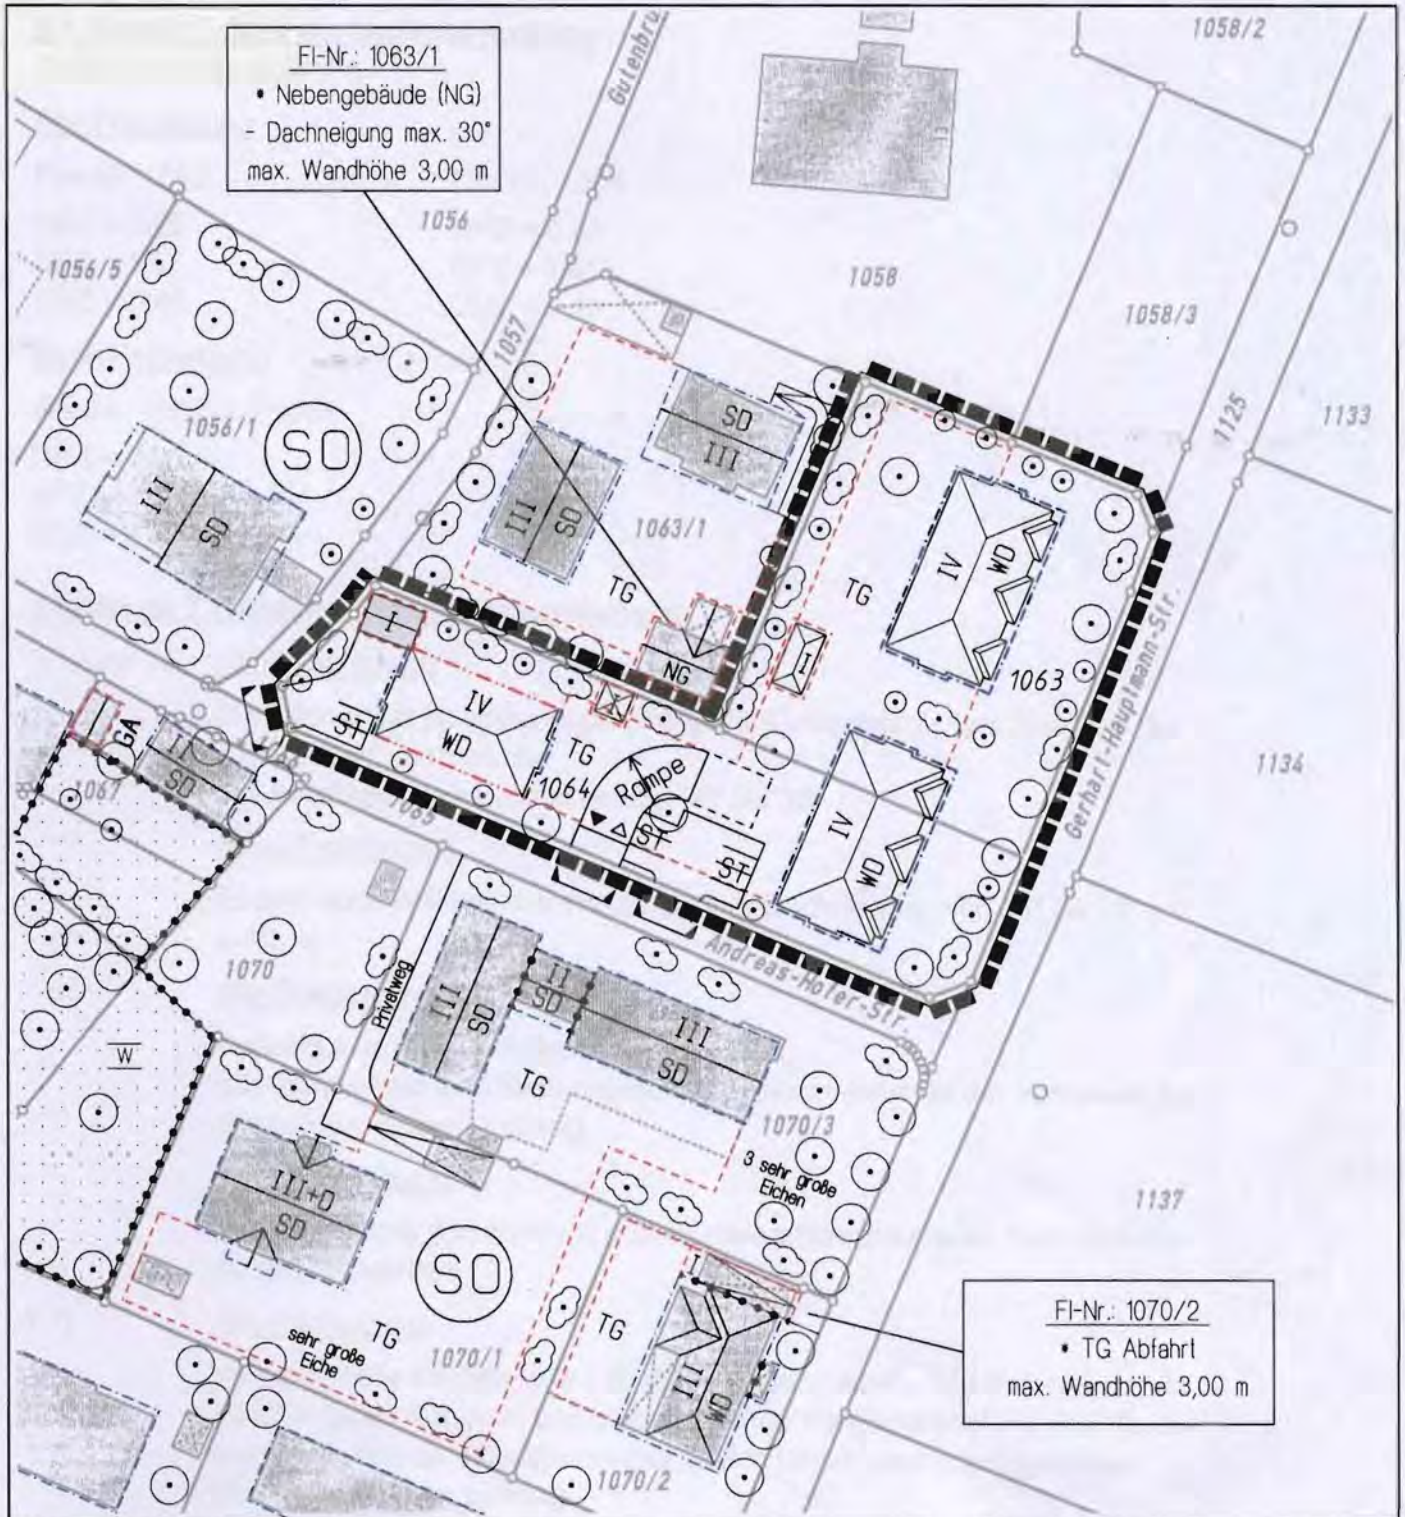 Fl-Nr.: 1063/1
• Nebengebäude (NG)
- Dachneigung max. 30°
max. Wandhöhe 3,00 m
1058/2
1056
1056/5
1058
1058/3
1057
1125
1133
1056/1
SO
III
SD
SD
III
III
SD
1063/1
TG
TG
IV
WD
1063
I
I
NG
IV
WD
ST
TG
1064
Rampe
ST
ST
IV
WD
Gerhart-Hauptmann-Str.
1134
GA
SD
1067
1065
Andreas-Hofer-Str.
1070
Privatweg
III
SD
II
SD
III
SD
TG
1070/3
W
3 sehr große
Eichen
1137
III+D
SD
SO
TG
sehr große
Eiche
1070/1
TG
III
WD
1070/2
Fl-Nr.: 1070/2
• TG Abfahrt
max. Wandhöhe 3,00 m